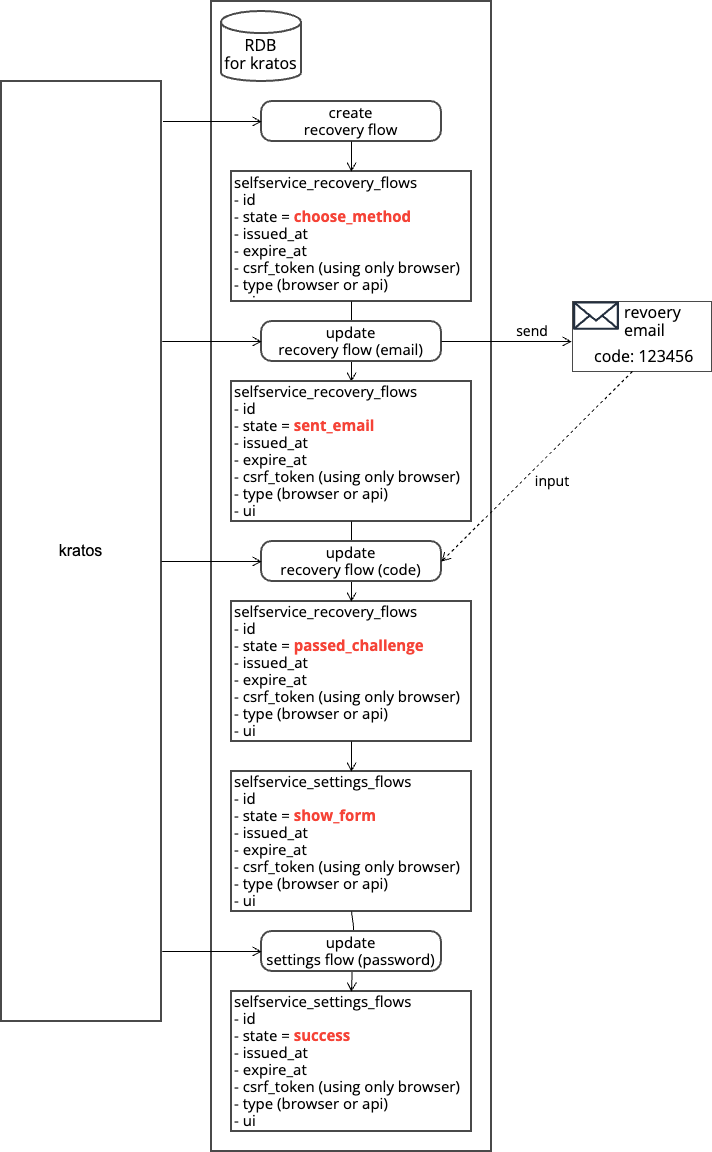 RDB
for kratos
create
recovery flow
selfservice_recovery_flows
- id
- state = choose_method
- issued_at
- expire_at
- csrf_token (using only browser)
- type (browser or api)
update
recovery flow (email)
send
revoery
email
code: 123456
selfservice_recovery_flows
- id
- state = sent_email
- issued_at
- expire_at
- csrf_token (using only browser)
- type (browser or api)
- ui
input
kratos
update
recovery flow (code)
selfservice_recovery_flows
- id
- state = passed_challenge
- issued_at
- expire_at
- csrf_token (using only browser)
- type (browser or api)
- ui
selfservice_settings_flows
- id
- state = show_form
- issued_at
- expire_at
- csrf_token (using only browser)
- type (browser or api)
- ui
update
settings flow (password)
selfservice_settings_flows
- id
- state = success
- issued_at
- expire_at
- csrf_token (using only browser)
- type (browser or api)
- ui